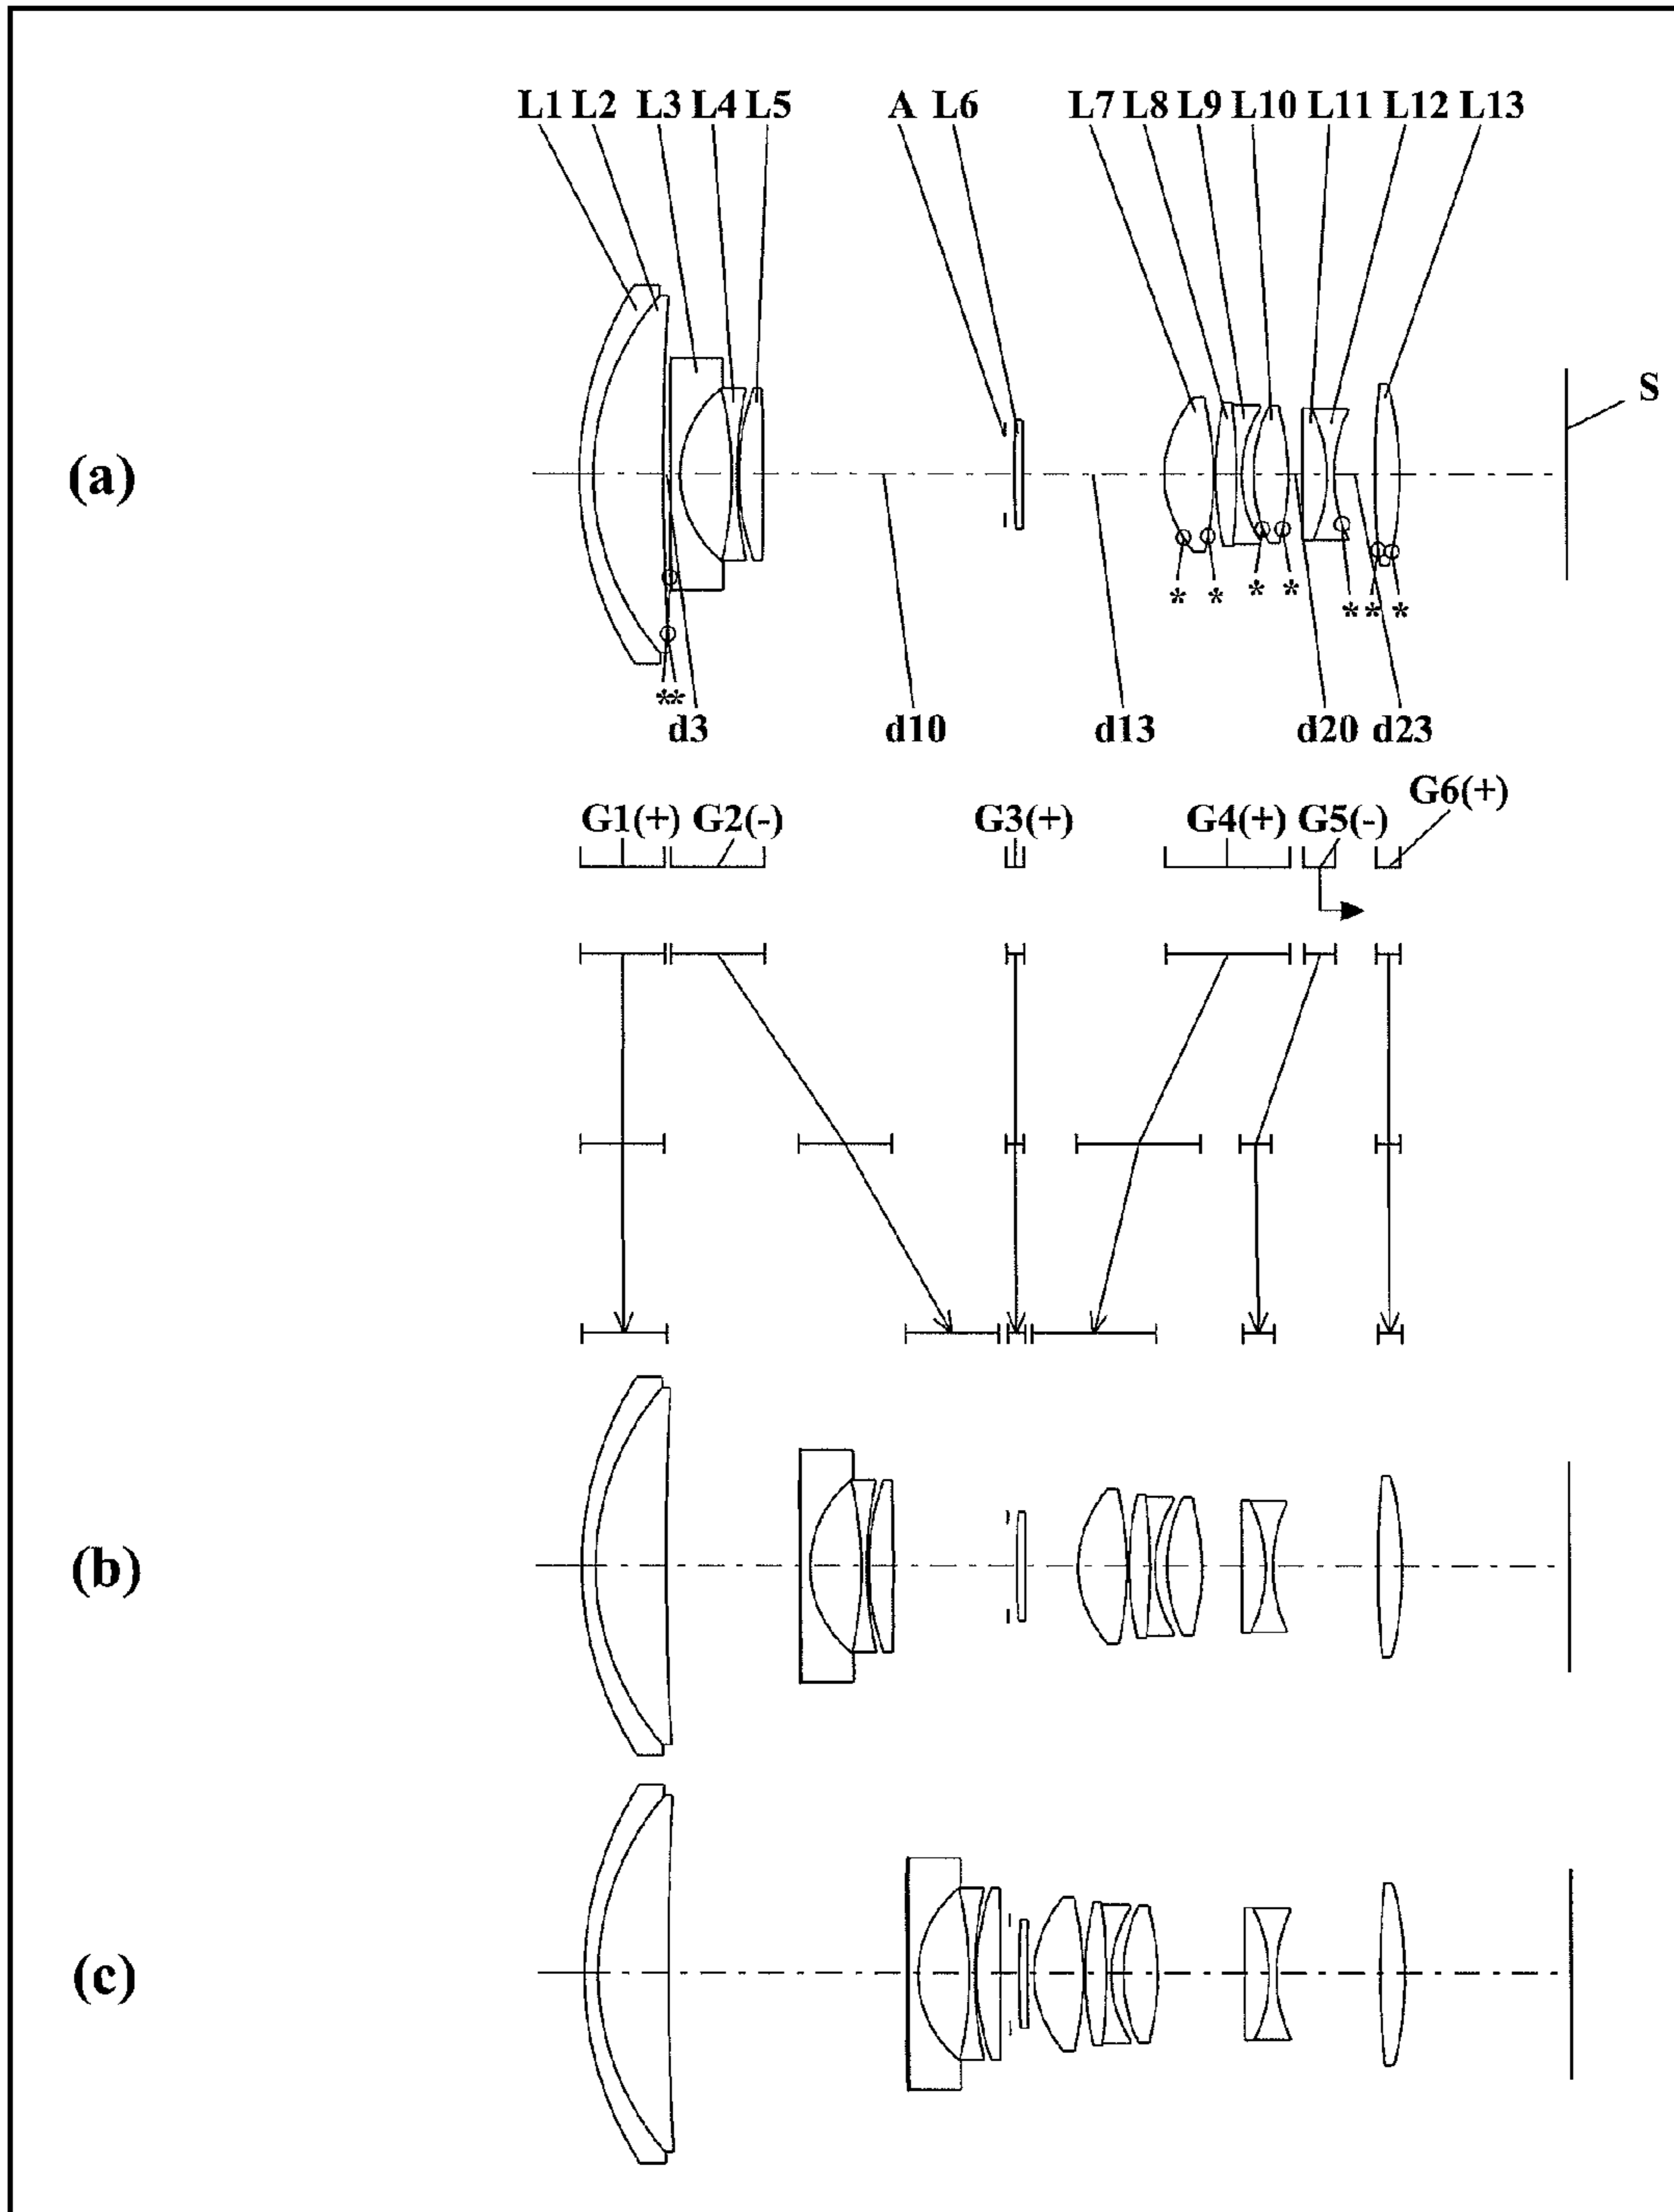 L1 L2 L3 L4 L5 A L6 L7 L8 L9 L10 L11 L12 L13
S
(a)
* * * * * * *
**
d3 d10 d13 d20 d23
G1(+) G2(-) G3(+) G4(+) G5(-) G6(+)
(b)
(c)